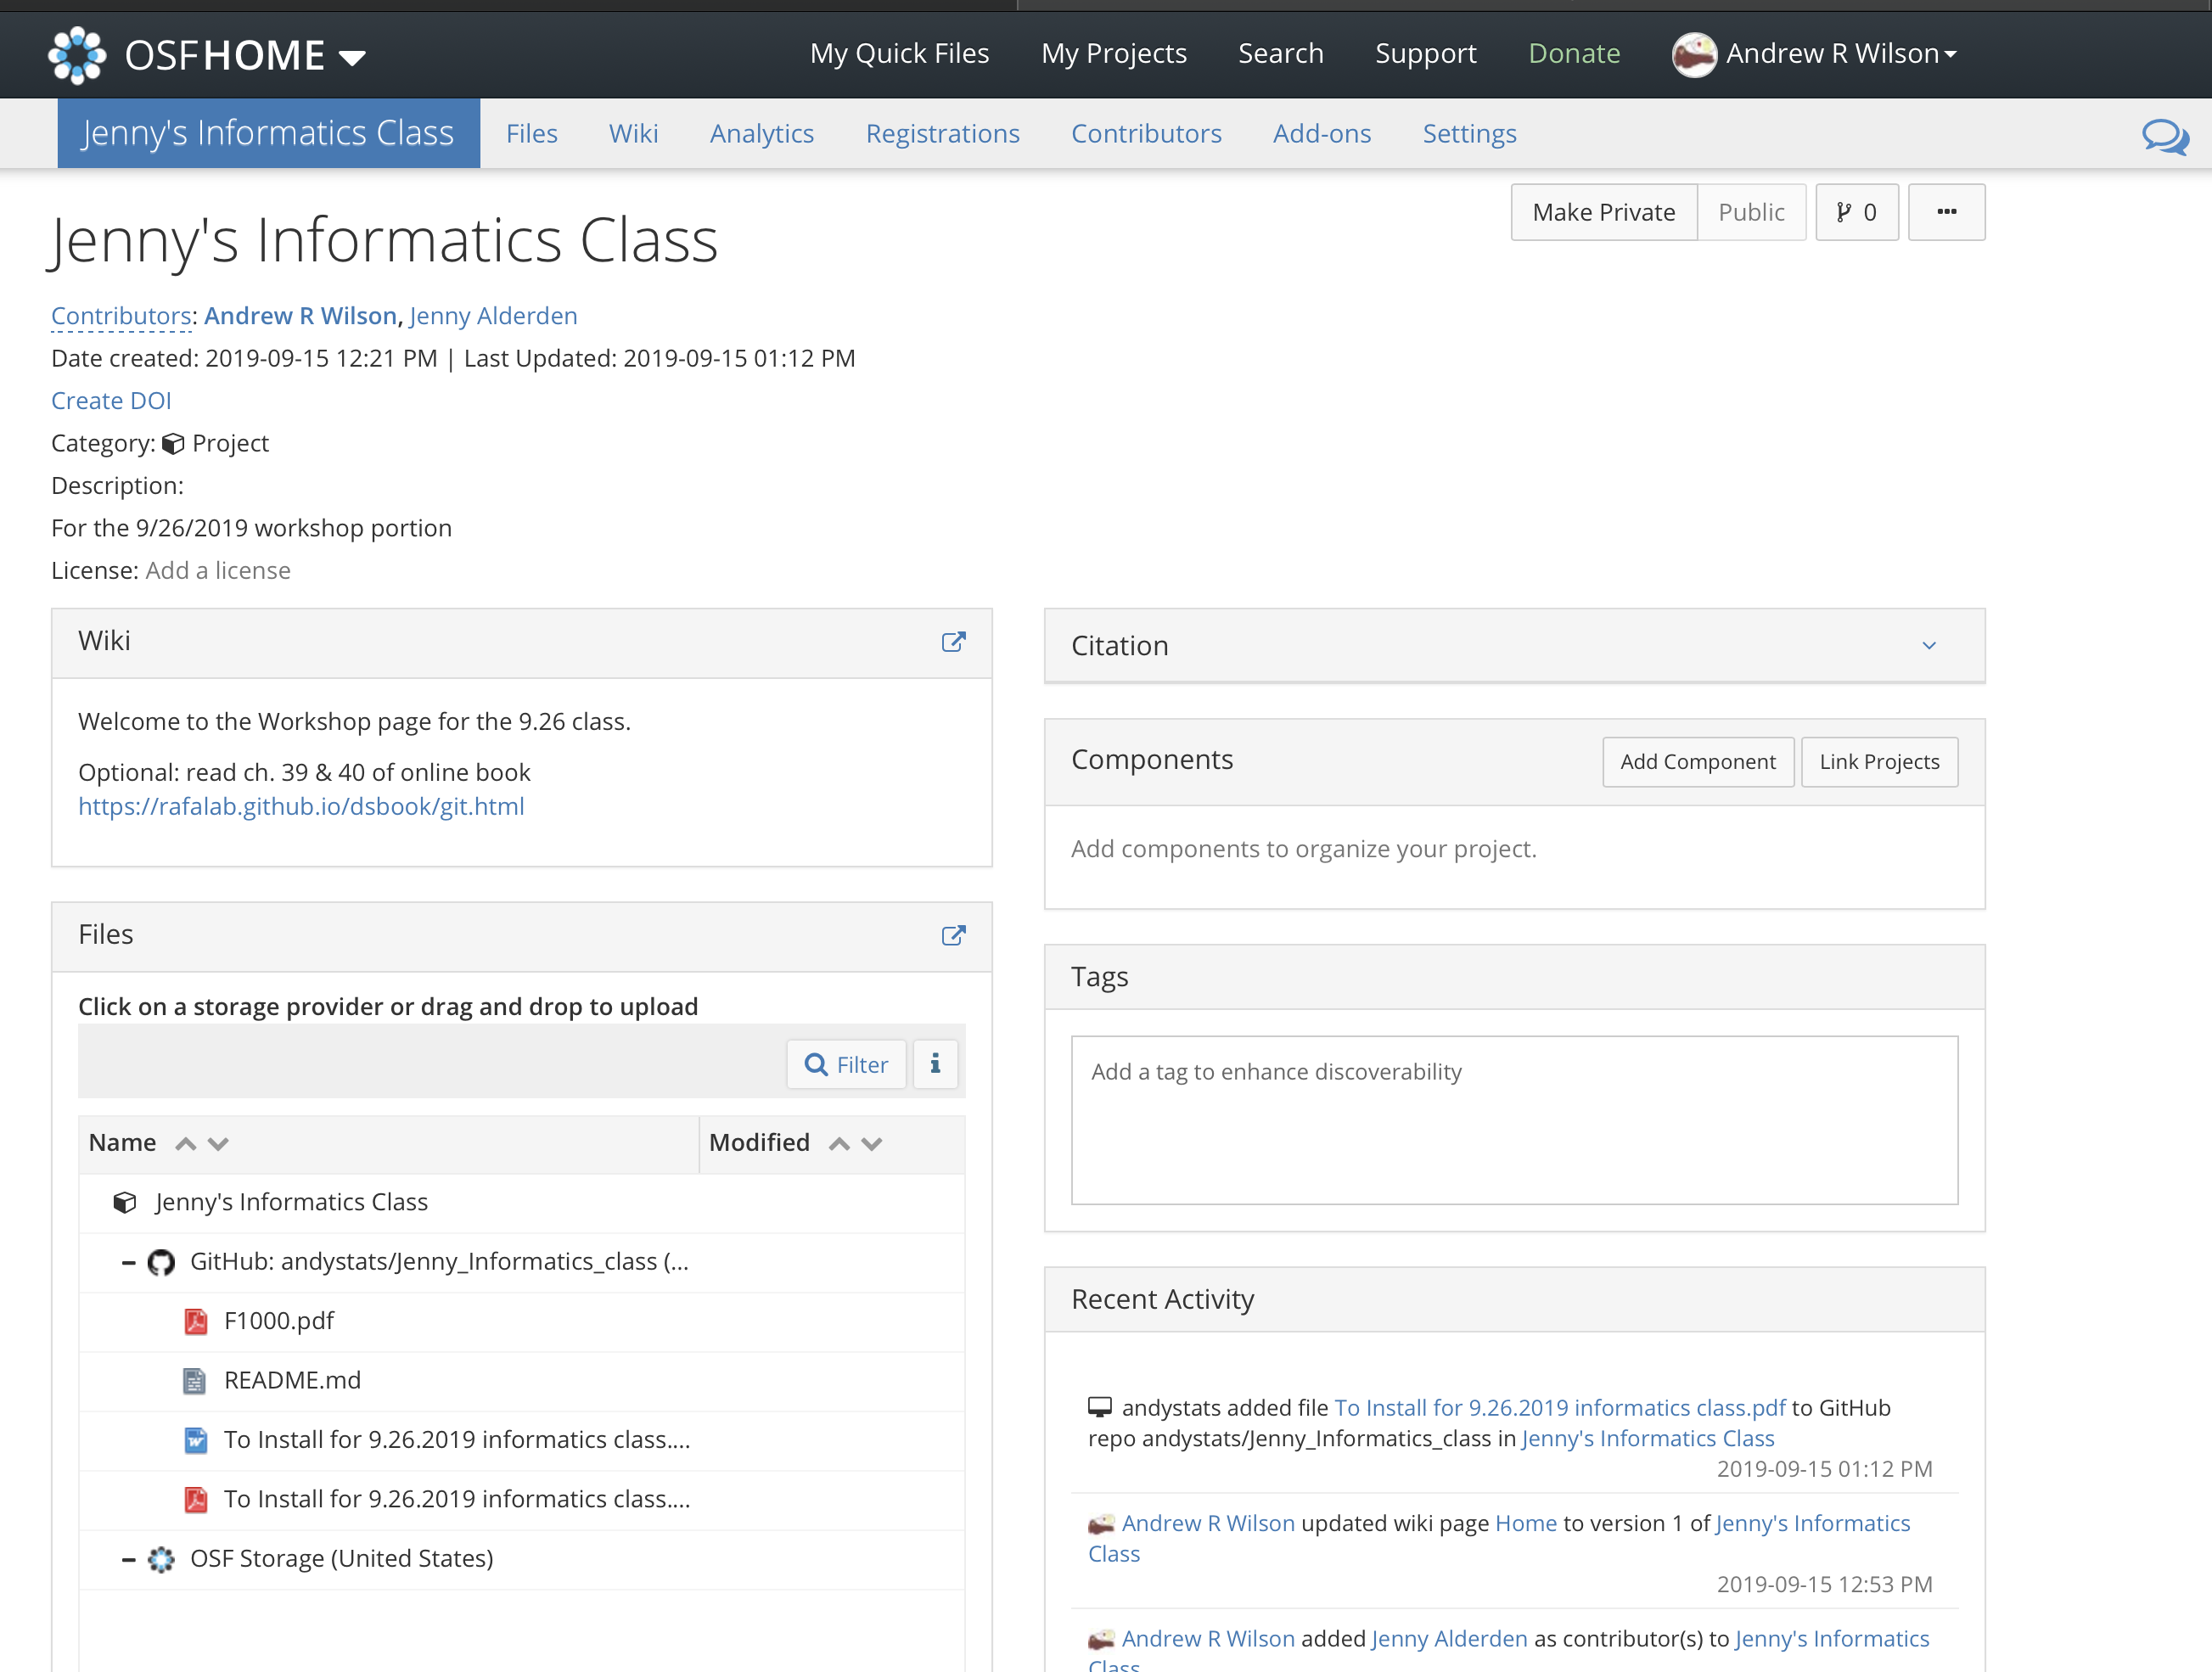 OSFHOME
My Quick Files
My Projects
Search
Support
Donate
Andrew R Wilson
Jenny's Informatics Class
Files
Wiki
Analytics
Registrations
Contributors
Add-ons
Settings
Jenny's Informatics Class
Make Private
Public
0
Contributors: Andrew R Wilson, Jenny Alderden
Date created: 2019-09-15 12:21 PM | Last Updated: 2019-09-15 01:12 PM
Create DOI
Category: Project
Description:
For the 9/26/2019 workshop portion
License: Add a license
Wiki
Welcome to the Workshop page for the 9.26 class.
Optional: read ch. 39 & 40 of online book
https://rafalab.github.io/dsbook/git.html
Files
Click on a storage provider or drag and drop to upload
Filter
Name
Modified
Jenny's Informatics Class
GitHub: andystats/Jenny_Informatics_class (...
F1000.pdf
README.md
To Install for 9.26.2019 informatics class....
To Install for 9.26.2019 informatics class....
OSF Storage (United States)
Citation
Components
Add Component
Link Projects
Add components to organize your project.
Tags
Add a tag to enhance discoverability
Recent Activity
andystats added file To Install for 9.26.2019 informatics class.pdf to GitHub
repo andystats/Jenny_Informatics_class in Jenny's Informatics Class
2019-09-15 01:12 PM
Andrew R Wilson updated wiki page Home to version 1 of Jenny's Informatics
Class
2019-09-15 12:53 PM
Andrew R Wilson added Jenny Alderden as contributor(s) to Jenny's Informatics
Class